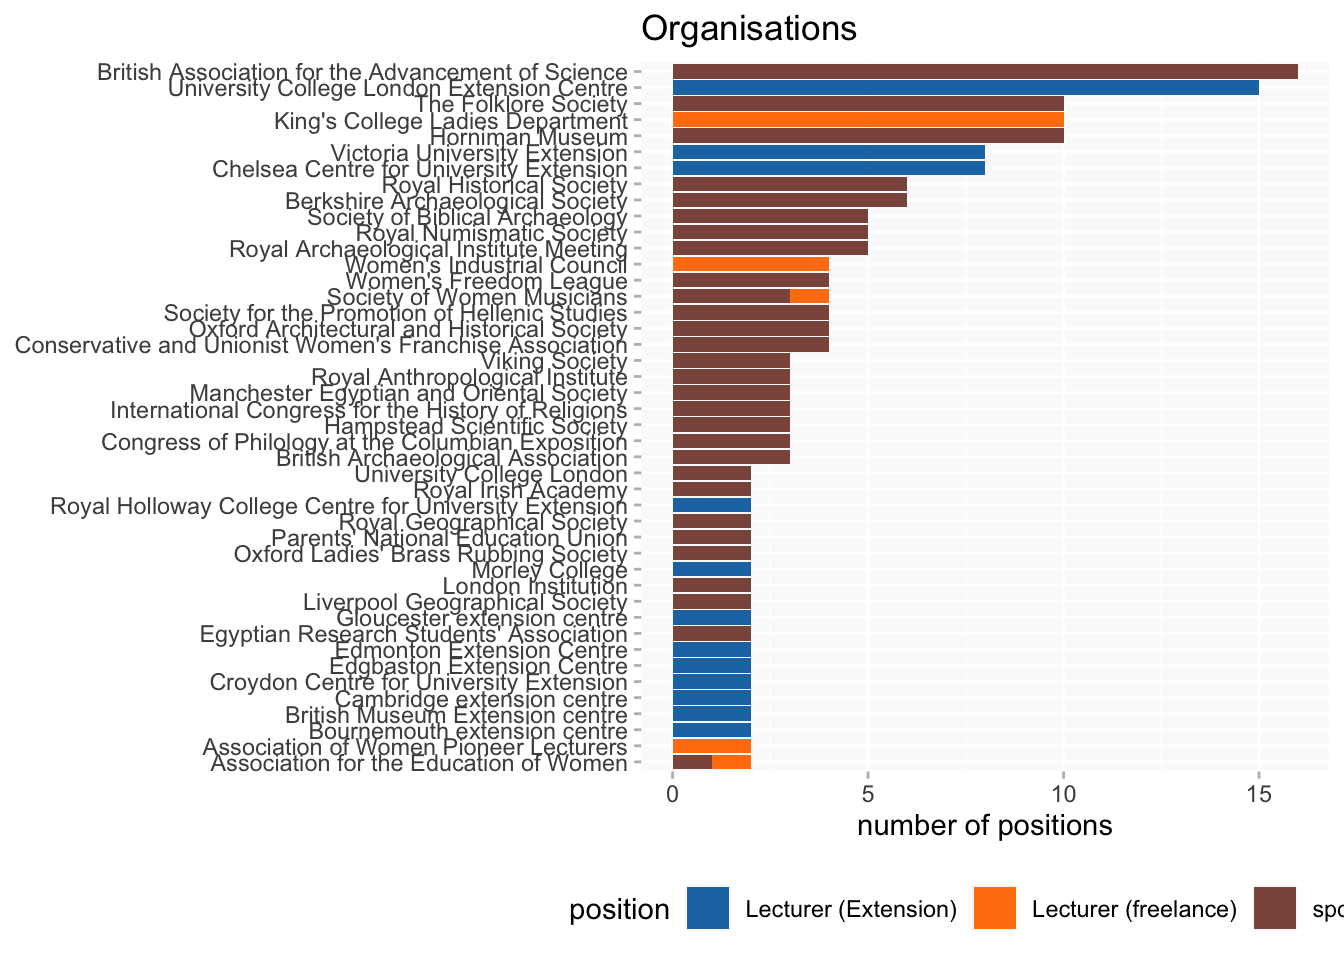 Organisations
British Association for the Advancement of Science
University College London Extension Centre
The Folklore Society
King's College Ladies Department
Horniman Museum
Victoria University Extension
Chelsea Centre for University Extension
Royal Historical Society
Berkshire Archaeological Society
Society of Biblical Archaeology
Royal Numismatic Society
Royal Archaeological Institute Meeting
Women's Industrial Council
Women's Freedom League
Society of Women Musicians
Society for the Promotion of Hellenic Studies
Oxford Architectural and Historical Society
Conservative and Unionist Women's Franchise Association
Viking Society
Royal Anthropological Institute
Manchester Egyptian and Oriental Society
International Congress for the History of Religions
Hampstead Scientific Society
Congress of Philology at the Columbian Exposition
British Archaeological Association
University College London
Royal Irish Academy
Royal Holloway College Centre for University Extension
Royal Geographical Society
Parents' National Education Union
Oxford Ladies' Brass Rubbing Society
Morley College
London Institution
Liverpool Geographical Society
Gloucester extension centre
Egyptian Research Students' Association
Edmonton Extension Centre
Edgbaston Extension Centre
Croydon Centre for University Extension
Cambridge extension centre
British Museum Extension centre
Bournemouth extension centre
Association of Women Pioneer Lecturers
Association for the Education of Women
0 5 10 15
number of positions
position Lecturer (Extension) Lecturer (freelance)